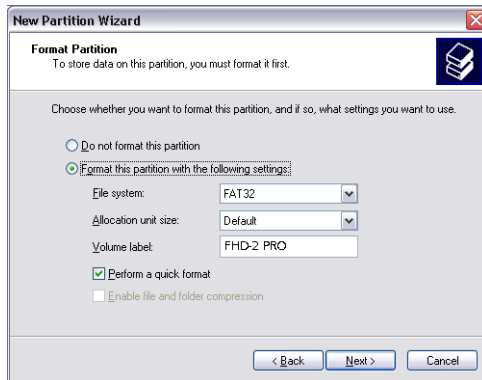 New Partition Wizard
Format Partition
To store data on this partition, you must format it first.
Choose whether you want to format this partition, and if so, what settings you want to use.
Do not format this partition
Format this partition with the following settings:
File system: FAT32
Allocation unit size: Default
Volume label: FHD-2 PRO
Perform a quick format
Enable file and folder compression
< Back Next > Cancel